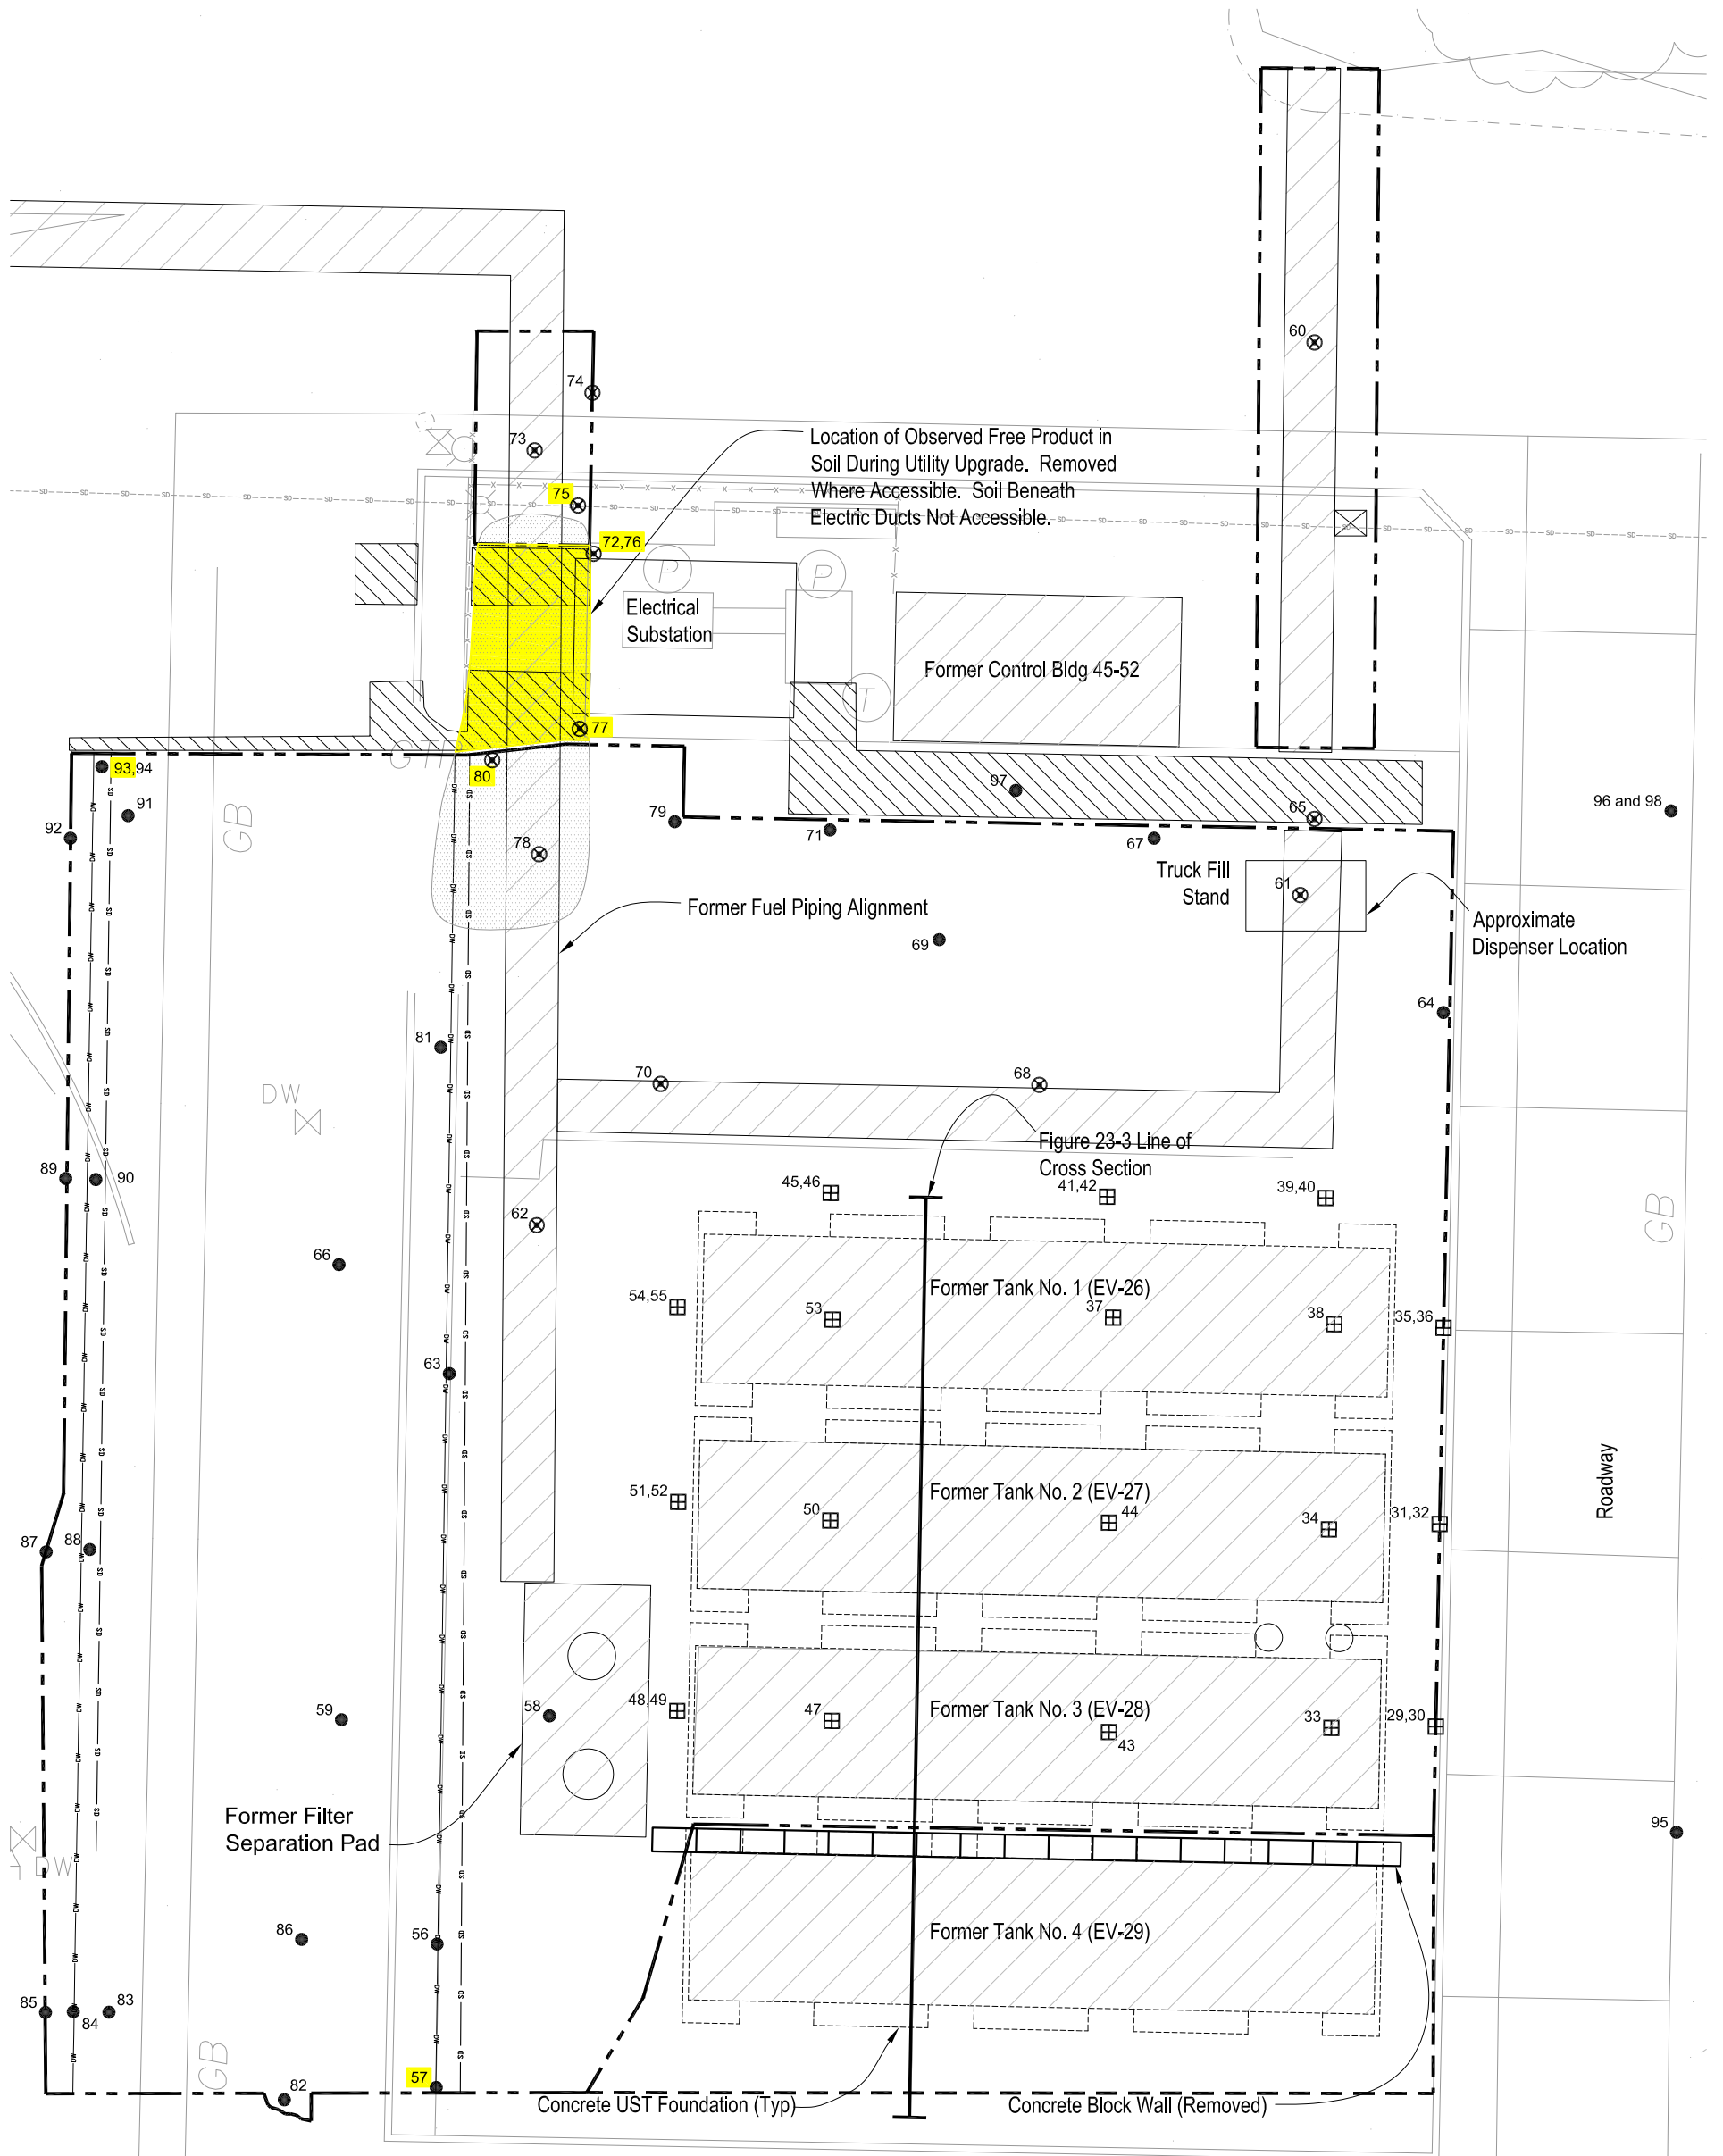 60
74
73
Location of Observed Free Product in
Soil During Utility Upgrade. Removed
Where Accessible. Soil Beneath
Electric Ducts Not Accessible.
75
72,76
P
P
Electrical
Substation
Former Control Bldg 45-52
T
77
80
93,94
91
92
GB
79
71
97
67
65
96 and 98
78
Truck Fill
Stand
61
Former Fuel Piping Alignment
69
Approximate
Dispenser Location
64
81
DW
70
68
Figure 23-3 Line of
Cross Section
89
90
45,46
41,42
39,40
GB
62
66
54,55
53
Former Tank No. 1 (EV-26)
37
38
35,36
63
51,52
50
Former Tank No. 2 (EV-27)
44
34
31,32
Roadway
87
88
59
58
48,49
47
Former Tank No. 3 (EV-28)
43
33
29,30
Former Filter
Separation Pad
DW
95
86
56
Former Tank No. 4 (EV-29)
85
84
83
GB
57
82
Concrete UST Foundation (Typ)
Concrete Block Wall (Removed)